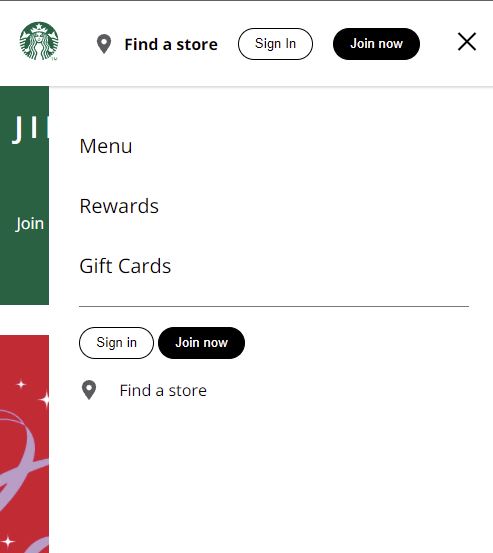 Find a store Sign In Join now
JI
Menu
Rewards
Join
Gift Cards
Sign in Join now
Find a store